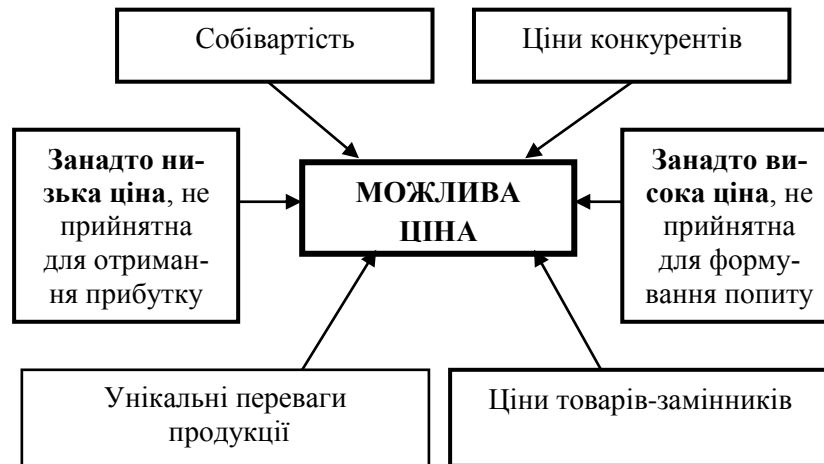 Собівартість
Ціни конкурентів
Занадто ни-
зька ціна, не
прийнятна
для отриман-
ня прибутку
МОЖЛИВА
ЦІНА
Занадто ви-
сока ціна, не
прийнятна
для форму-
вання попиту
Унікальні переваги
продукції
Ціни товарів-замінників